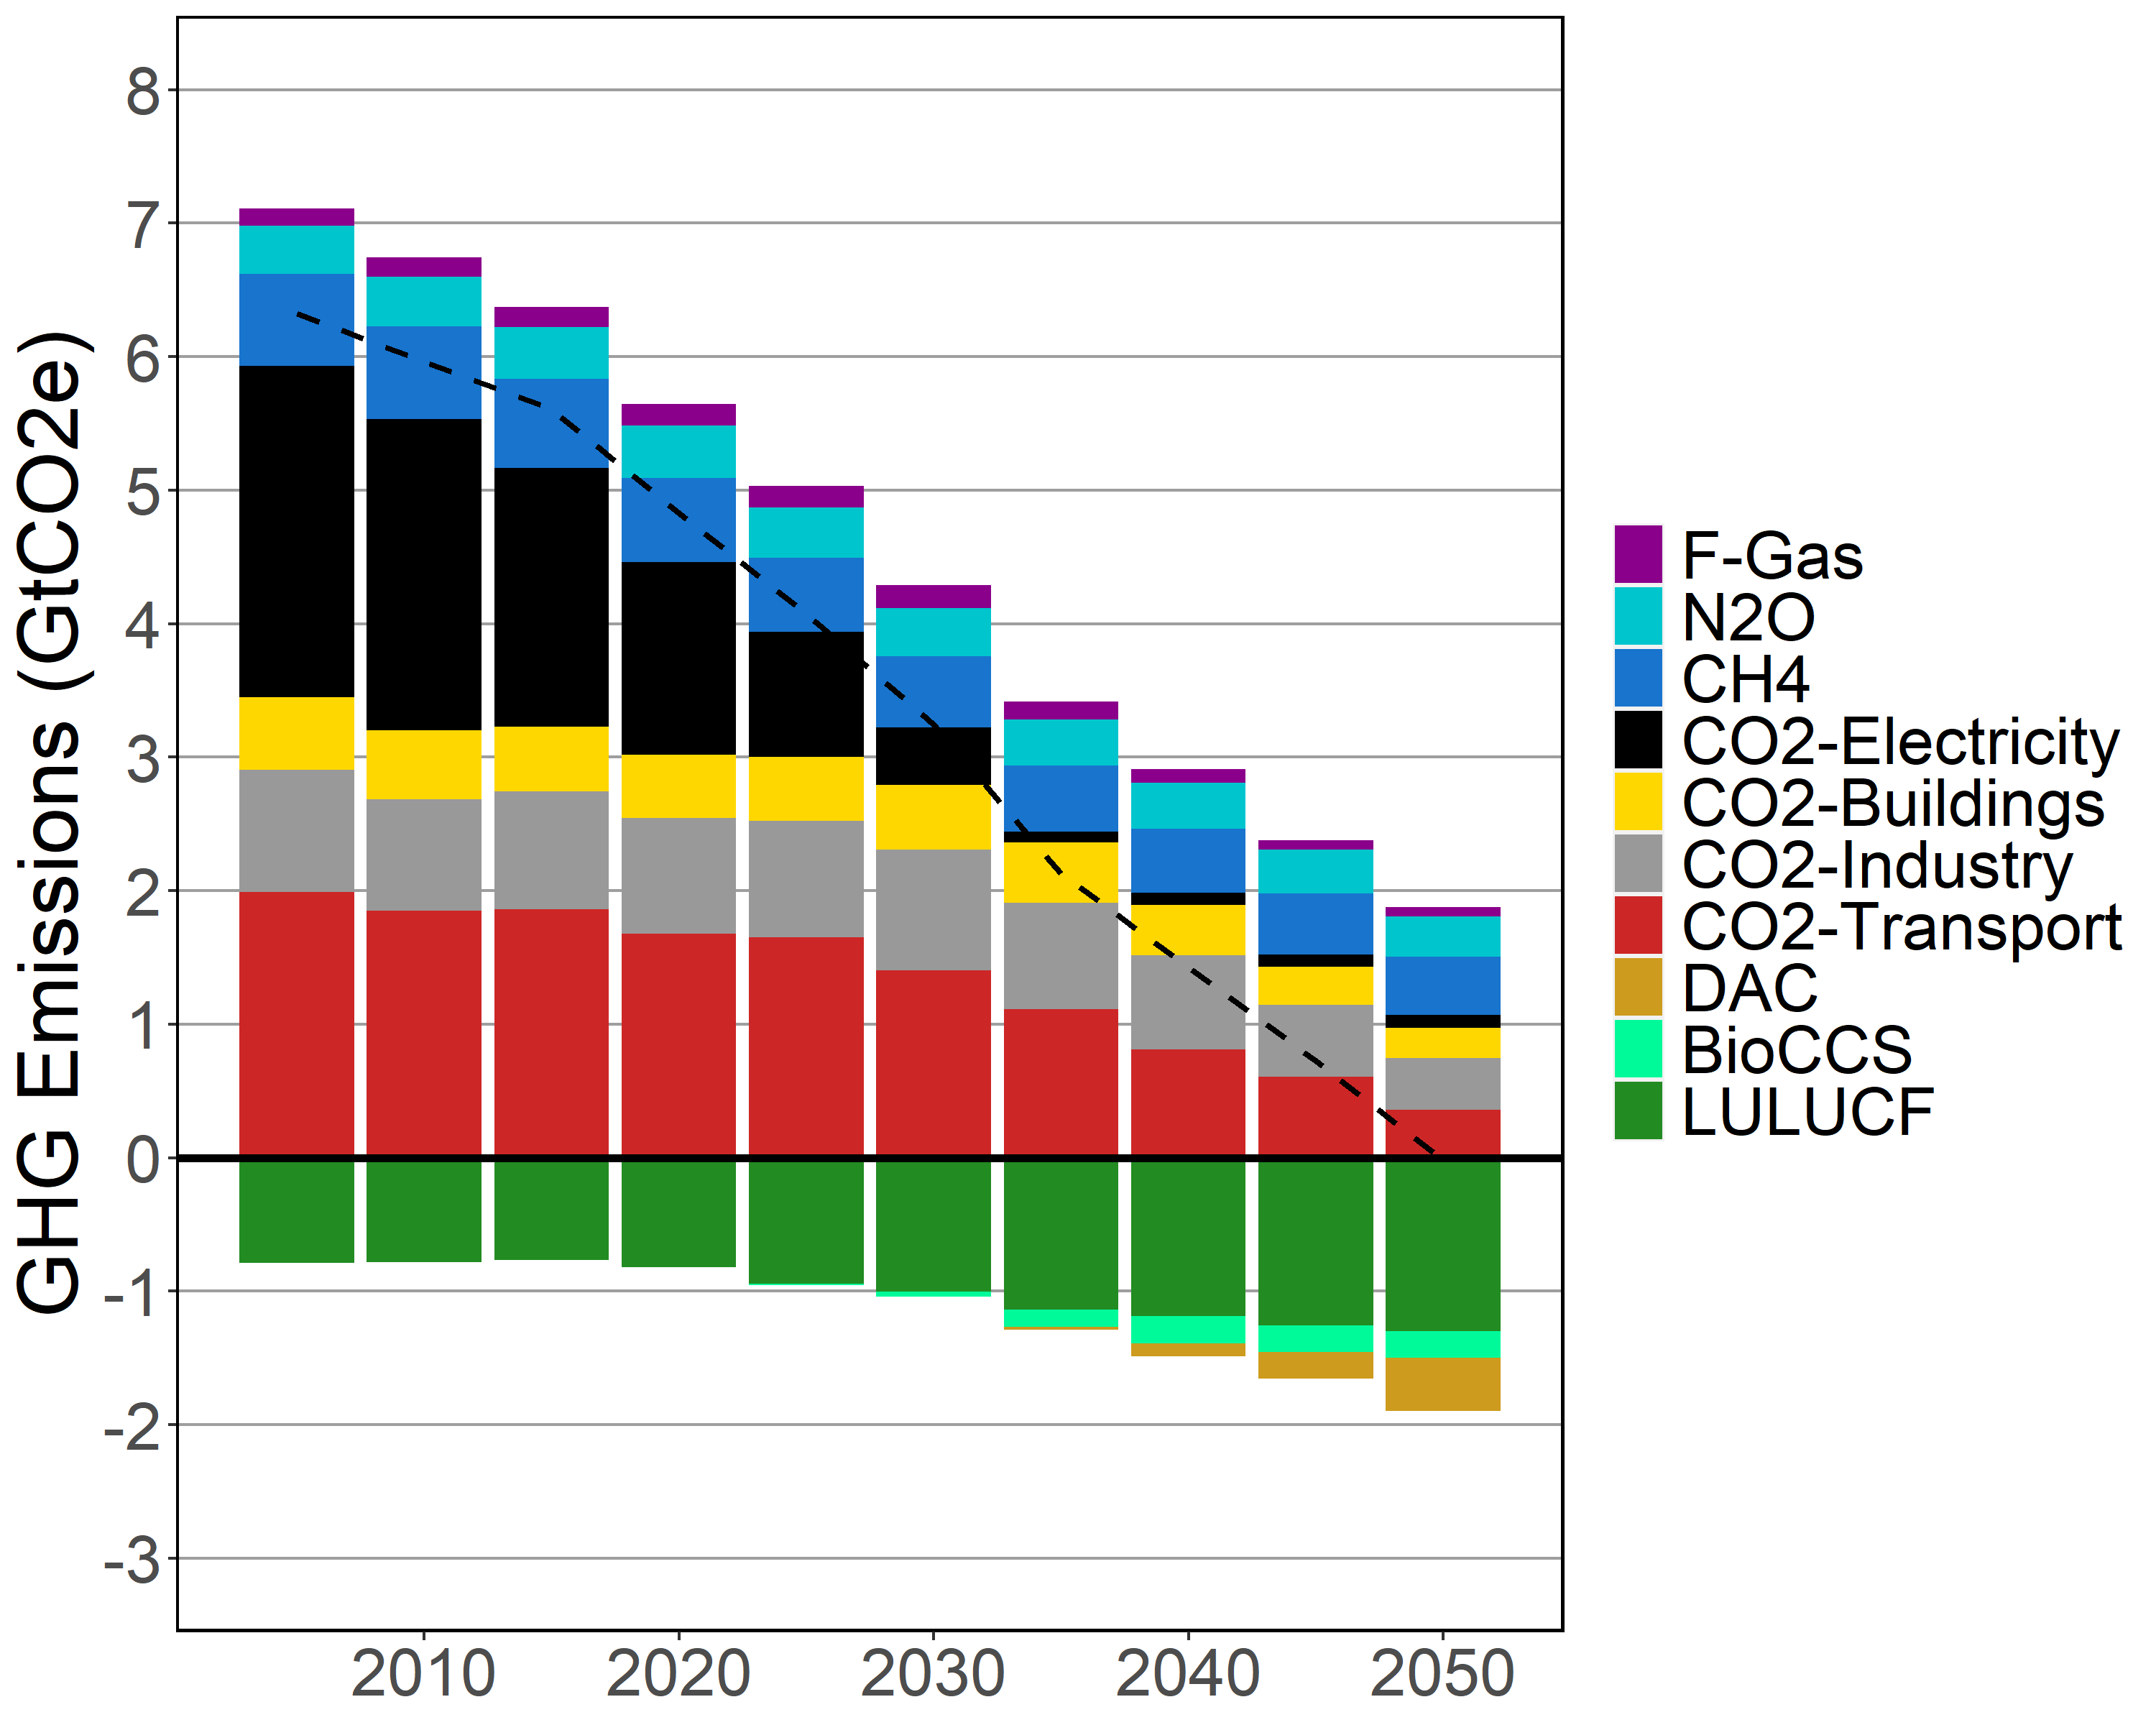 GHG Emissions (GtCO2e)
8
7
6
5
4
3
2
1
0
-1
-2
-3
2010 2020 2030 2040 2050
F-Gas
N2O
CH4
CO2-Electricity
CO2-Buildings
CO2-Industry
CO2-Transport
DAC
BioCCS
LULUCF